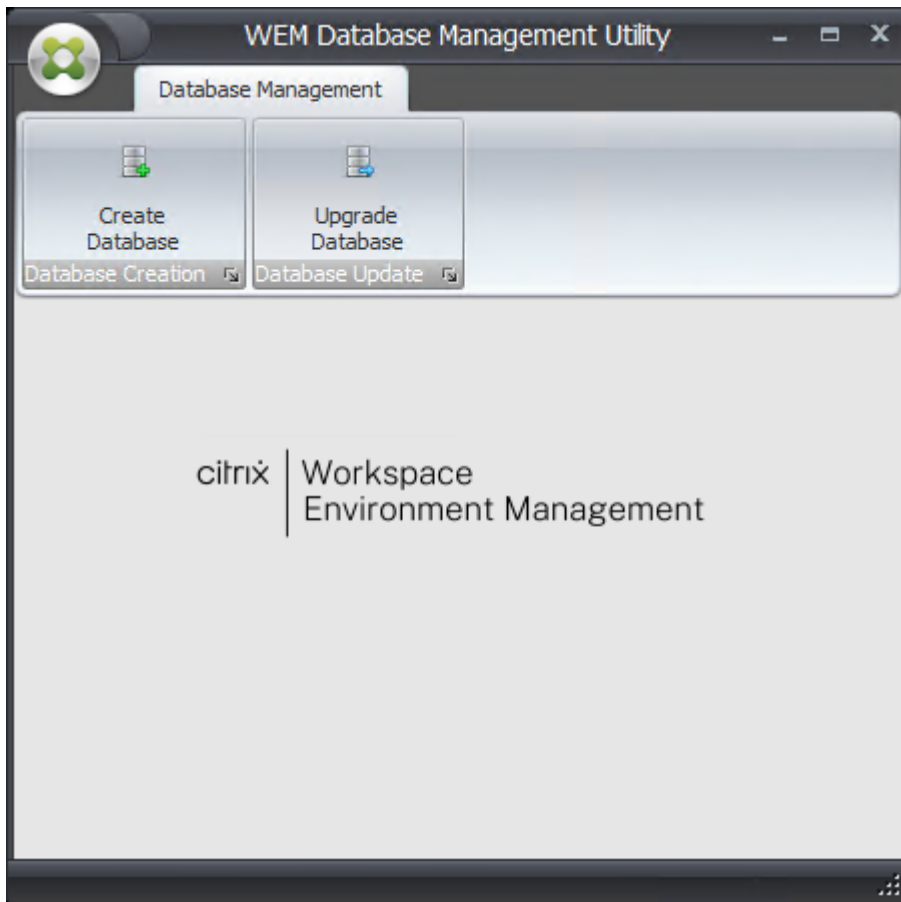 WEM Database Management Utility
Database Management
Create
Database
Upgrade
Database
Database Creation
Database Update
citrix
Workspace
Environment Management